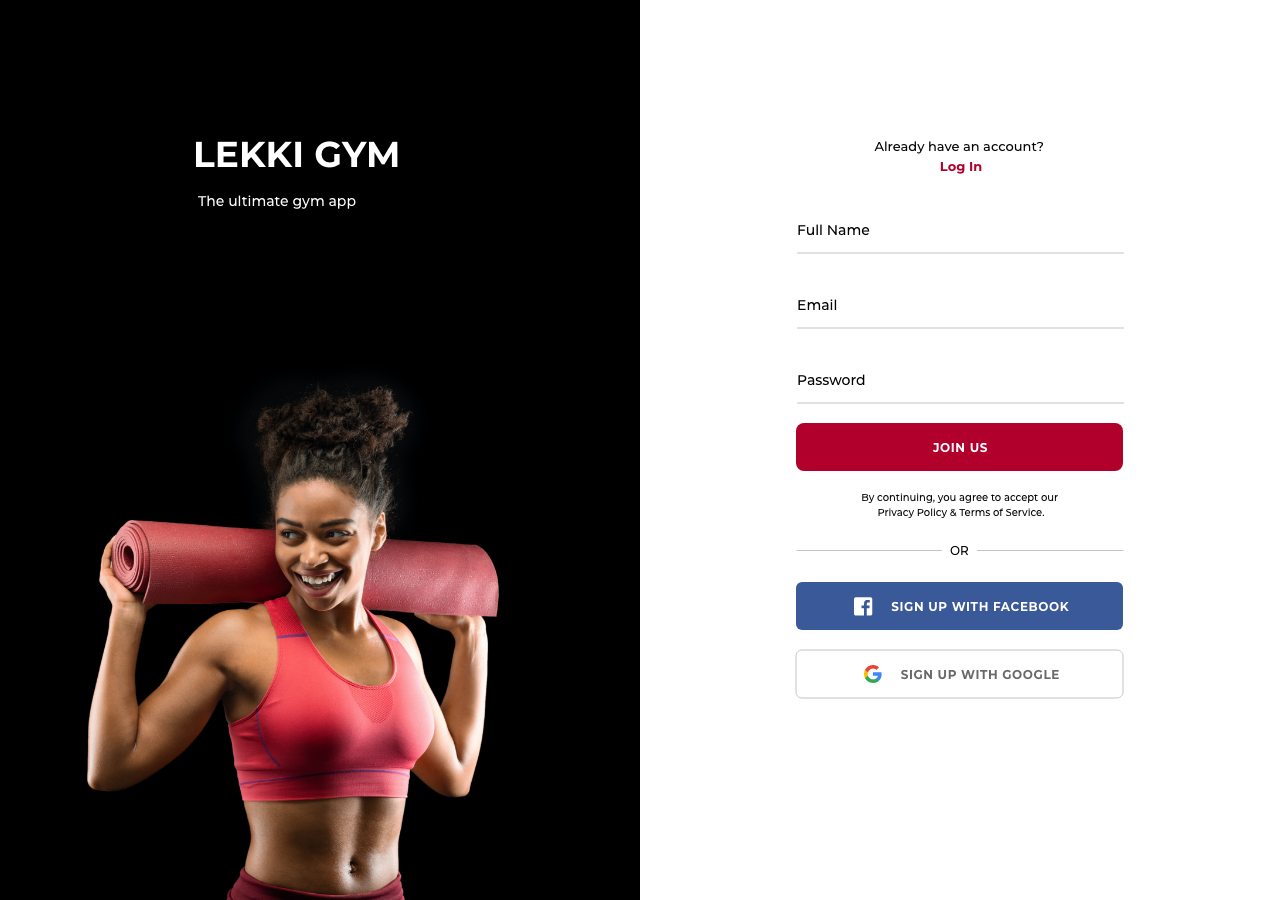 LEKKI GYM
The ultimate gym app
Already have an account?
Log In
Full Name
Email
Password
JOIN US
By continuing, you agree to accept our
Privacy Policy & Terms of Service.
OR
SIGN UP WITH FACEBOOK
SIGN UP WITH GOOGLE